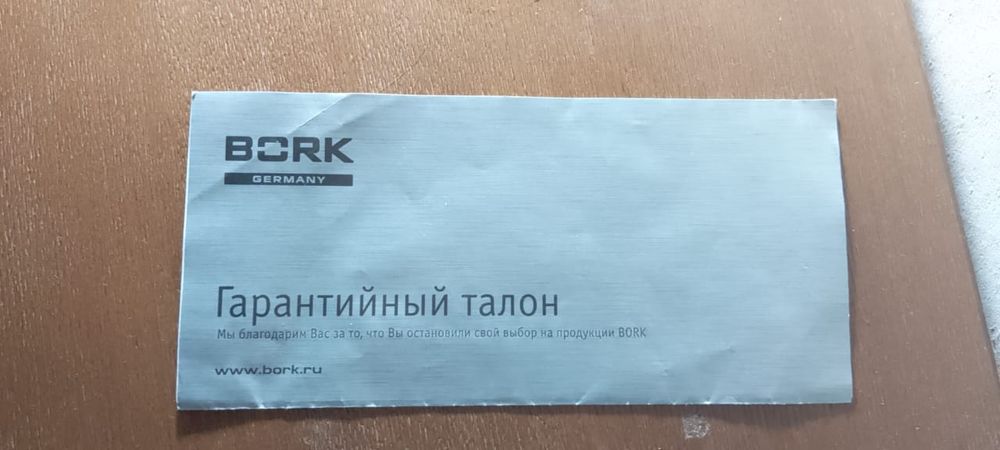 BORK
GERMANY
Гарантийный талон
Мы благодарим Вас за то, что Вы остановили свой выбор на продукции BORK
www.bork.ru